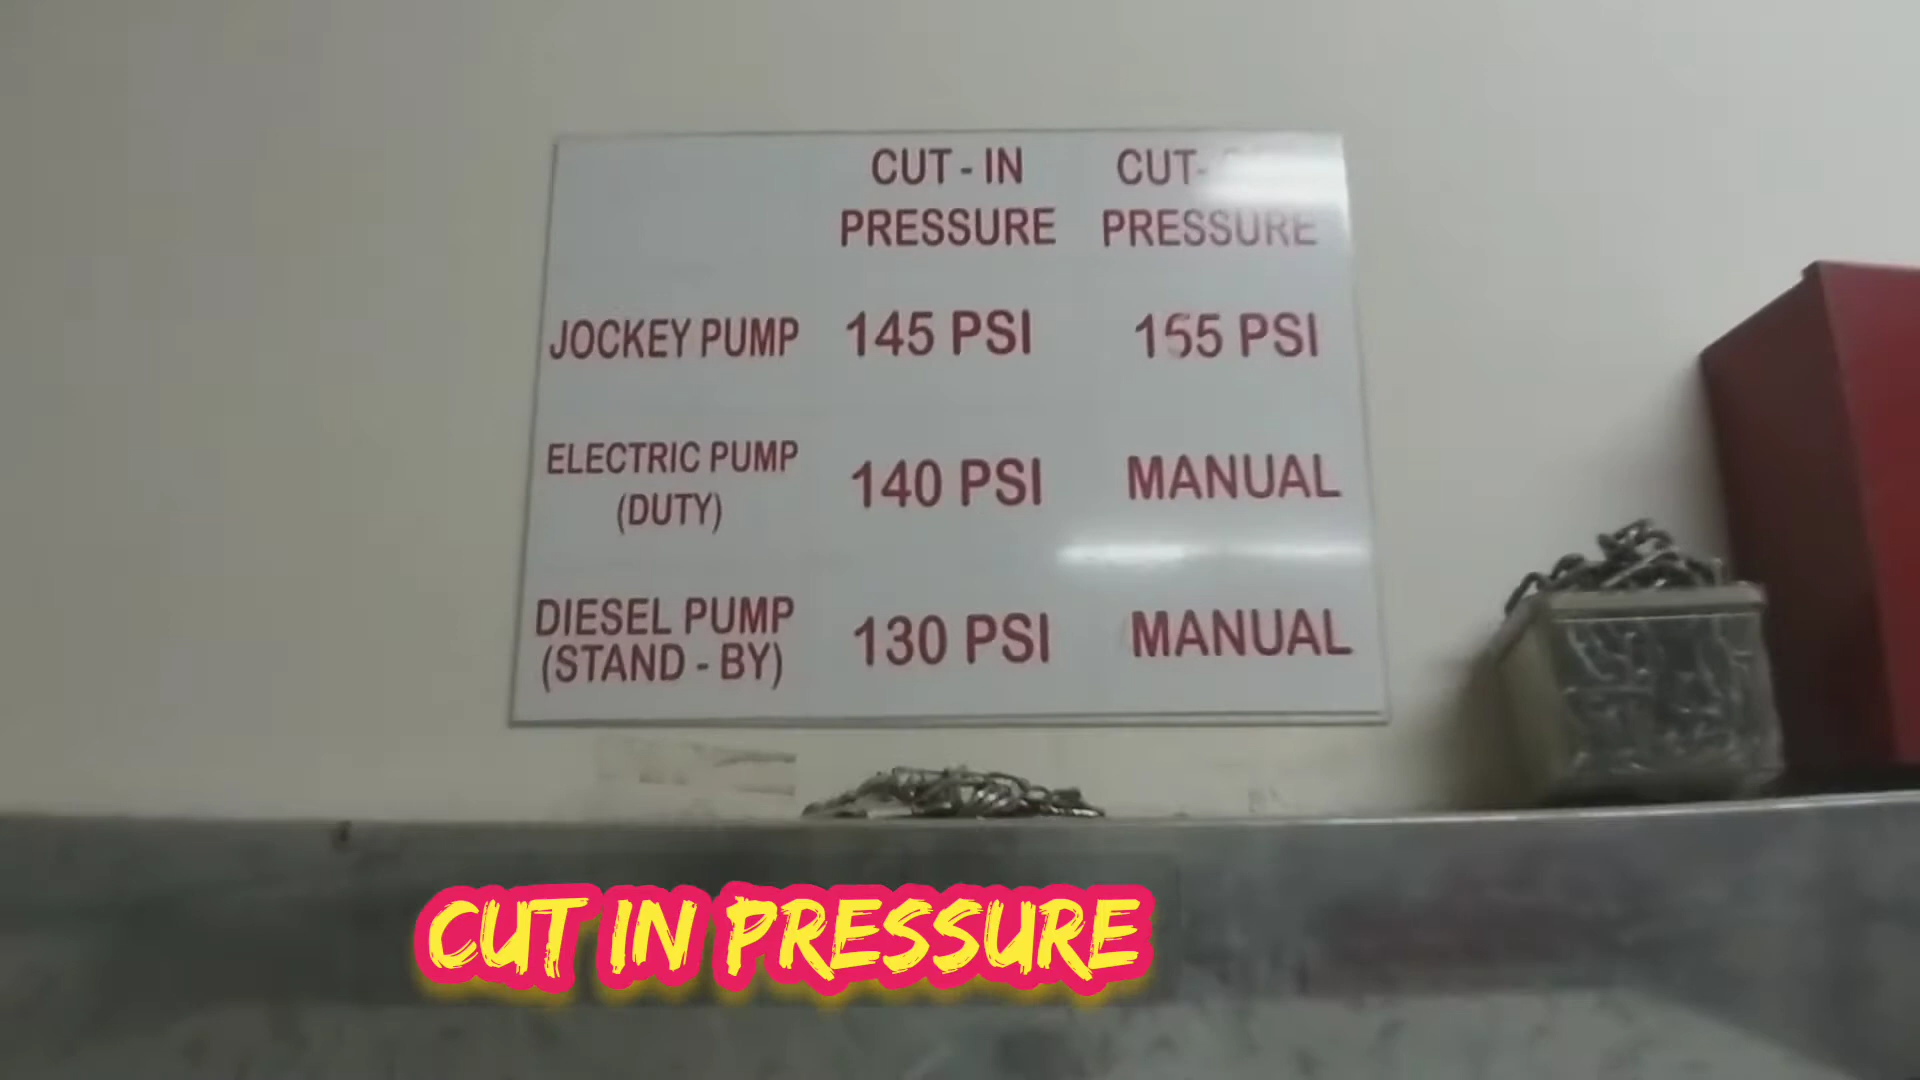 CUT - IN CUT-
PRESSURE PRESSURE
JOCKEY PUMP 145 PSI 155 PSI
ELECTRIC PUMP
(DUTY) 140 PSI MANUAL
DIESEL PUMP
(STAND - BY) 130 PSI MANUAL
CUT IN PRESSURE